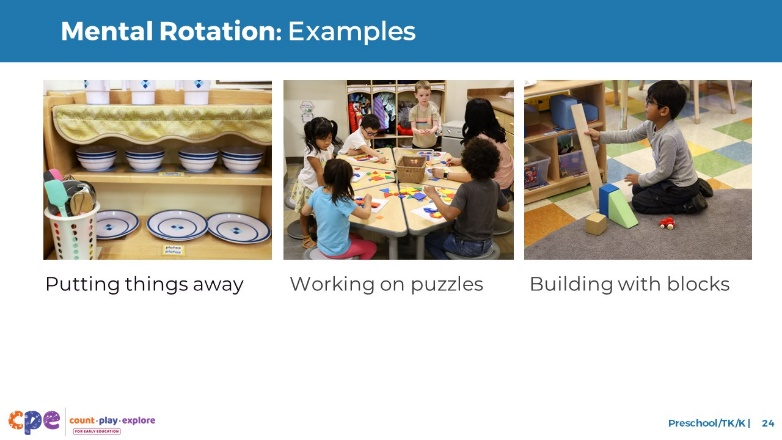 Mental Rotation: Examples
Putting things away
Working on puzzles
Building with blocks
cpe
count·play·explore
FOR EARLY EDUCATION
Preschool/TK/K | 24